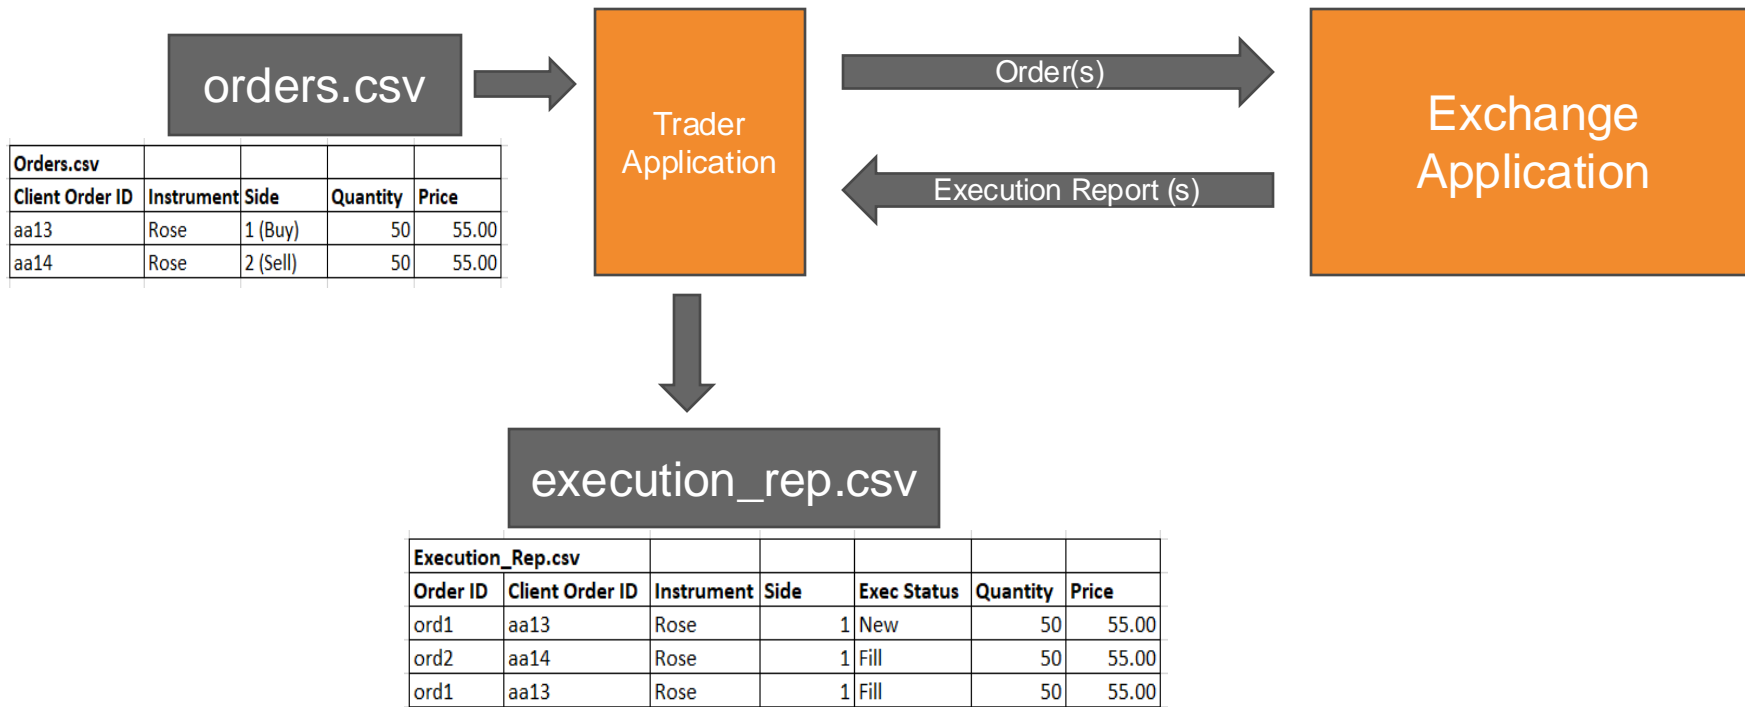 orders.csv
Orders.csv
Client Order ID Instrument Side Quantity Price
aa13 Rose 1 (Buy) 50 55.00
aa14 Rose 2 (Sell) 50 55.00
Trader
Application
Order(s)
Execution Report (s)
Exchange
Application
execution_rep.csv
Execution_Rep.csv
Order ID Client Order ID Instrument Side Exec Status Quantity Price
ord1 aa13 Rose 1 New 50 55.00
ord2 aa14 Rose 1 Fill 50 55.00
ord1 aa13 Rose 1 Fill 50 55.00